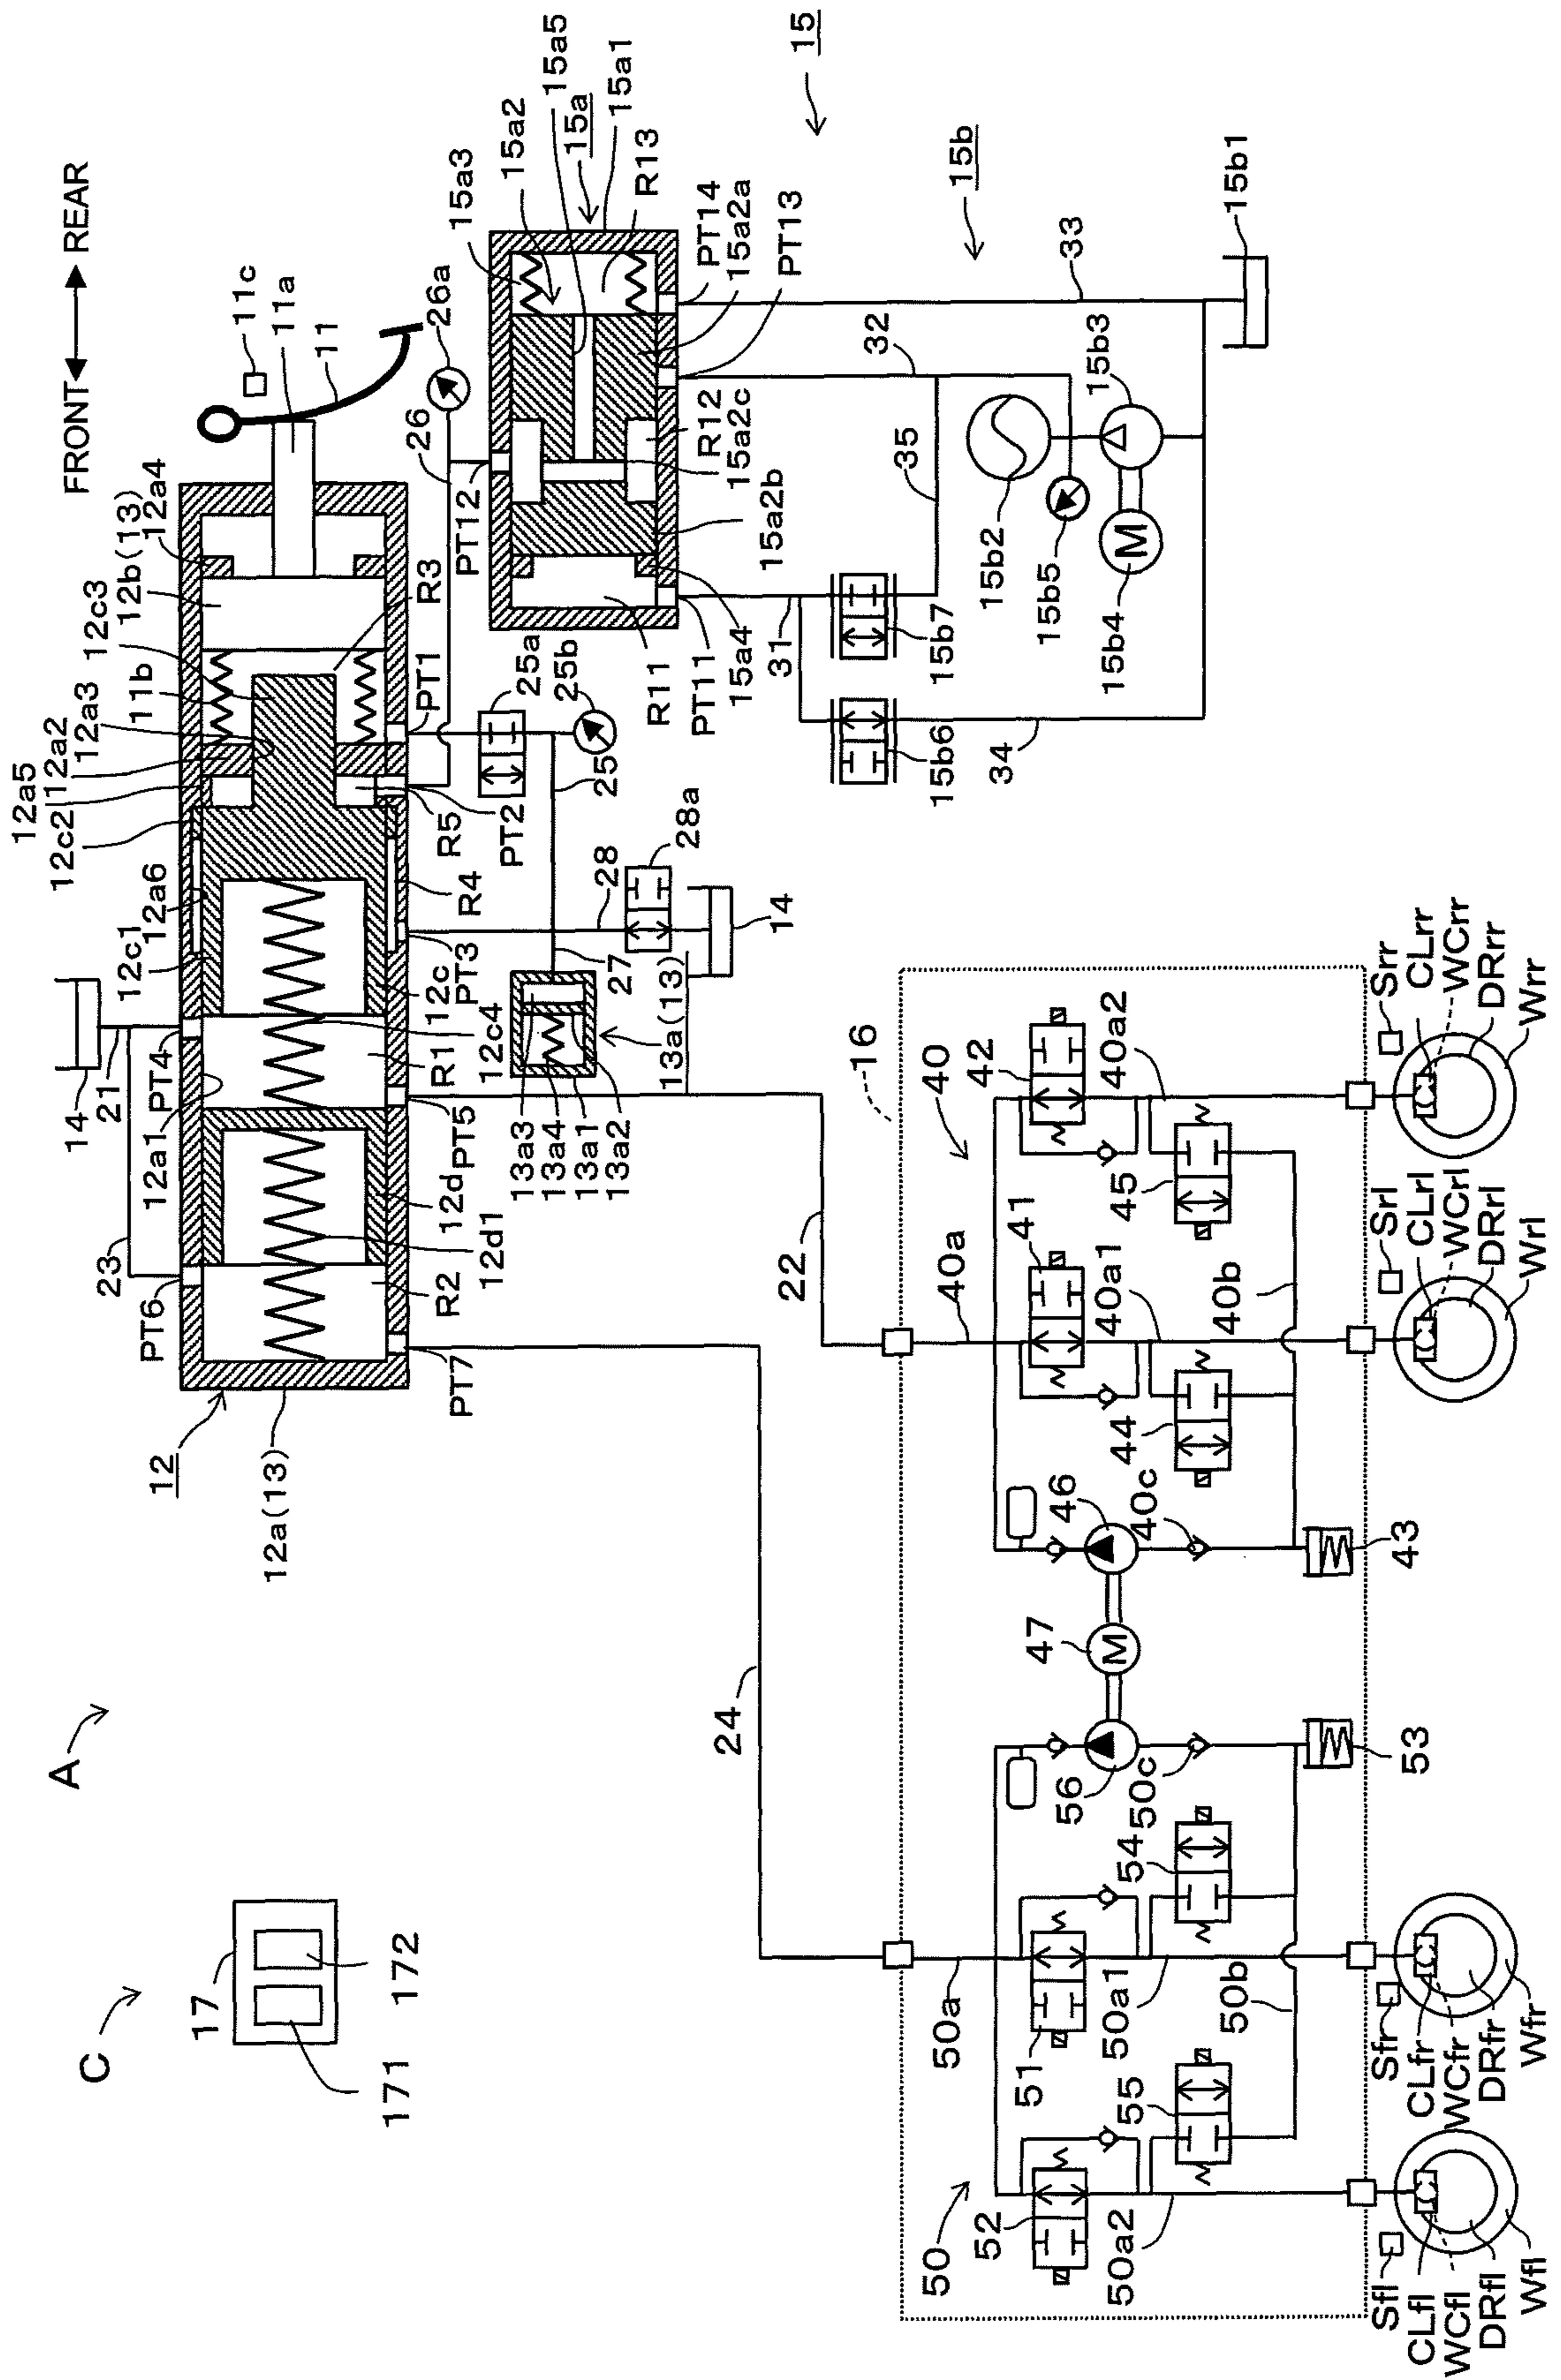 A
C
17
171
172
FRONT
REAR
11c
11a
11
12
12a(13)
12a1
12a2
12a3
12a4
12a5
12a6
12b(13)
12c
12c1
12c2
12c3
12c4
12d
12d1
11b
R1
R2
R3
R4
R5
PT1
PT2
PT3
PT4
PT5
PT6
PT7
14
21
23
22
24
25
25a
25b
26
26a
27
28
28a
14
13a(13)
13a1
13a2
13a3
13a4
15
15a
15a1
15a2
15a3
15a4
15a5
15a2a
15a2b
15a2c
R11
R12
R13
PT11
PT12
PT13
PT14
15b
15b1
15b2
15b3
15b4
M
15b5
15b6
15b7
31
32
33
34
35
16
40
40a
40a1
40a2
40b
40c
41
42
43
44
45
46
47
M
50
50a
50a1
50a2
50b
50c
51
52
53
54
55
56
Sfl
CLfl
WCfl
DRfl
Wfl
Sfr
CLfr
WCfr
DRfr
Wfr
Srl
CLrl
WCrl
DRrl
Wrl
Srr
CLrr
WCrr
DRrr
Wrr